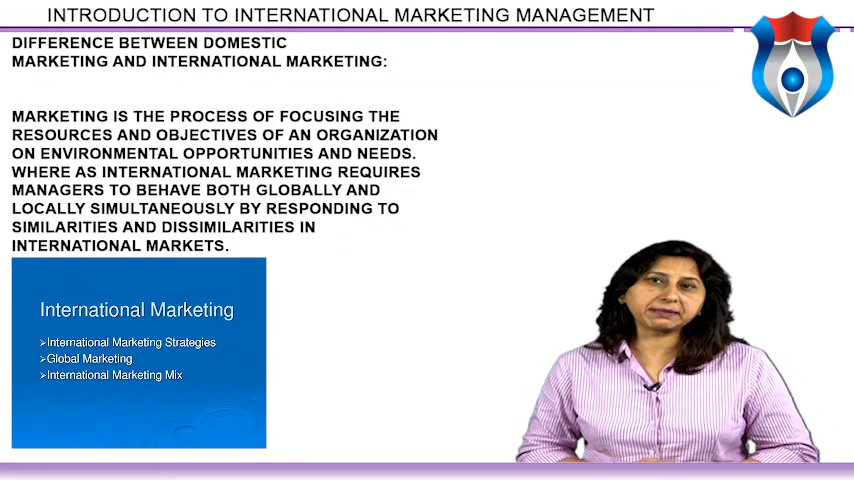 INTRODUCTION TO INTERNATIONAL MARKETING MANAGEMENT
DIFFERENCE BETWEEN DOMESTIC
MARKETING AND INTERNATIONAL MARKETING:
MARKETING IS THE PROCESS OF FOCUSING THE
RESOURCES AND OBJECTIVES OF AN ORGANIZATION
ON ENVIRONMENTAL OPPORTUNITIES AND NEEDS.
WHERE AS INTERNATIONAL MARKETING REQUIRES
MANAGERS TO BEHAVE BOTH GLOBALLY AND
LOCALLY SIMULTANEOUSLY BY RESPONDING TO
SIMILARITIES AND DISSIMILARITIES IN
INTERNATIONAL MARKETS.
International Marketing
➢International Marketing Strategies
➢Global Marketing
➢International Marketing Mix